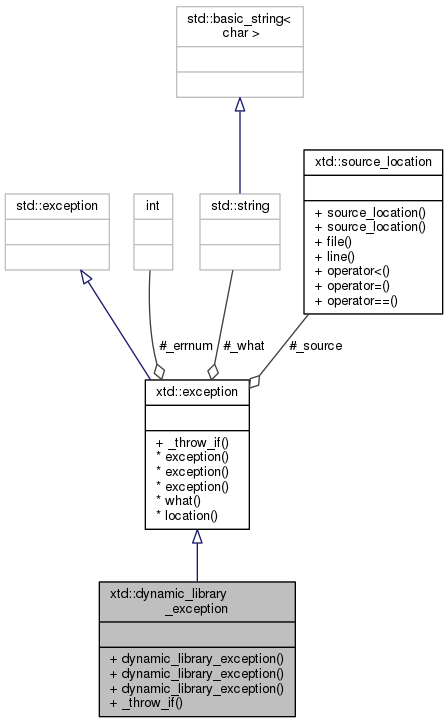 std::basic_string<
char >
xtd::source_location
+ source_location()
+ source_location()
+ file()
+ line()
+ operator<()
+ operator=()
+ operator==()
std::exception
int
std::string
#_errnum
#_what
#_source
xtd::exception
+ _throw_if()
* exception()
* exception()
* exception()
* what()
* location()
xtd::dynamic_library
_exception
+ dynamic_library_exception()
+ dynamic_library_exception()
+ dynamic_library_exception()
+ _throw_if()